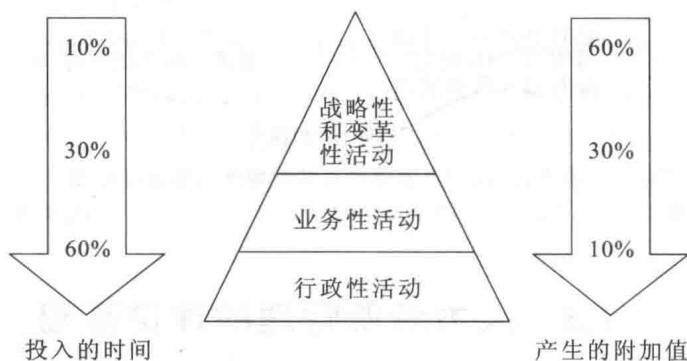 10%
60%
战略性
和变革
性活动
30%
30%
业务性活动
60%
10%
行政性活动
投入的时间
产生的附加值